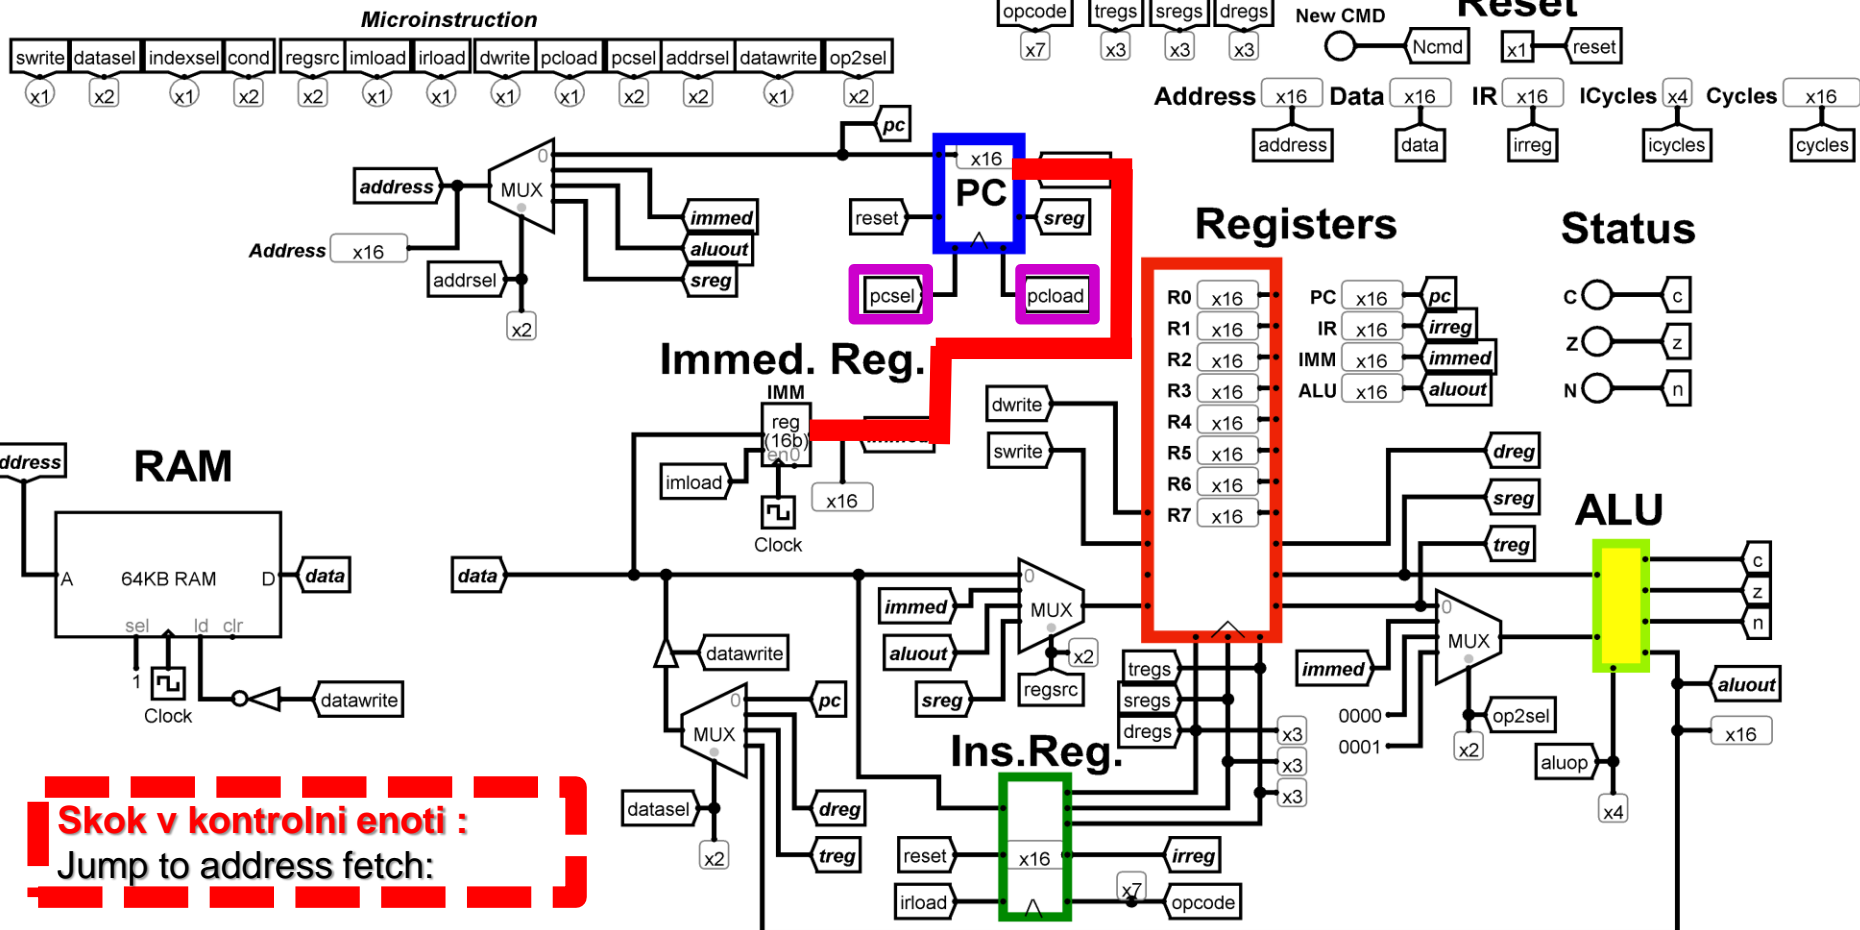 Microinstruction
swrite datasel indexsel cond regsrc imload irload dwrite pcload pcsel addrsel datawrite op2sel
x1 x2 x1 x2 x2 x1 x1 x1 x1 x2 x2 x1 x2
opcode tregs sregs dregs
x7 x3 x3 x3
New CMD
Ncmd
Reset
x1 reset
Address x16 Data x16 IR x16 ICycles x4 Cycles x16
address data irreg icycles cycles
pc
0
MUX
address
Address x16
addrsel
x2
immed
aluout
sreg
x16
PC
reset
sreg
pcsel
pcload
Registers
R0 x16
R1 x16
R2 x16
R3 x16
R4 x16
R5 x16
R6 x16
R7 x16
PC x16 pc
IR x16 irreg
IMM x16 immed
ALU x16 aluout
Status
C c
Z z
N n
Immed. Reg.
IMM
reg
(16b)
en0
imload
x16
Clock
dwrite
swrite
RAM
A 64KB RAM D
data
sel ld clr
1
Clock
datawrite
data
0
MUX
immed
aluout
sreg
x2
regsrc
datawrite
0
MUX
pc
dreg
treg
datasel
x2
tregs
sregs
dregs
x3
x3
x3
Ins.Reg.
x16
reset
irload
irreg
x7
opcode
dreg
sreg
treg
0
MUX
immed
0000
0001
op2sel
x2
ALU
c
z
n
aluout
x16
aluop
x4
Skok v kontrolni enoti :
Jump to address fetch: